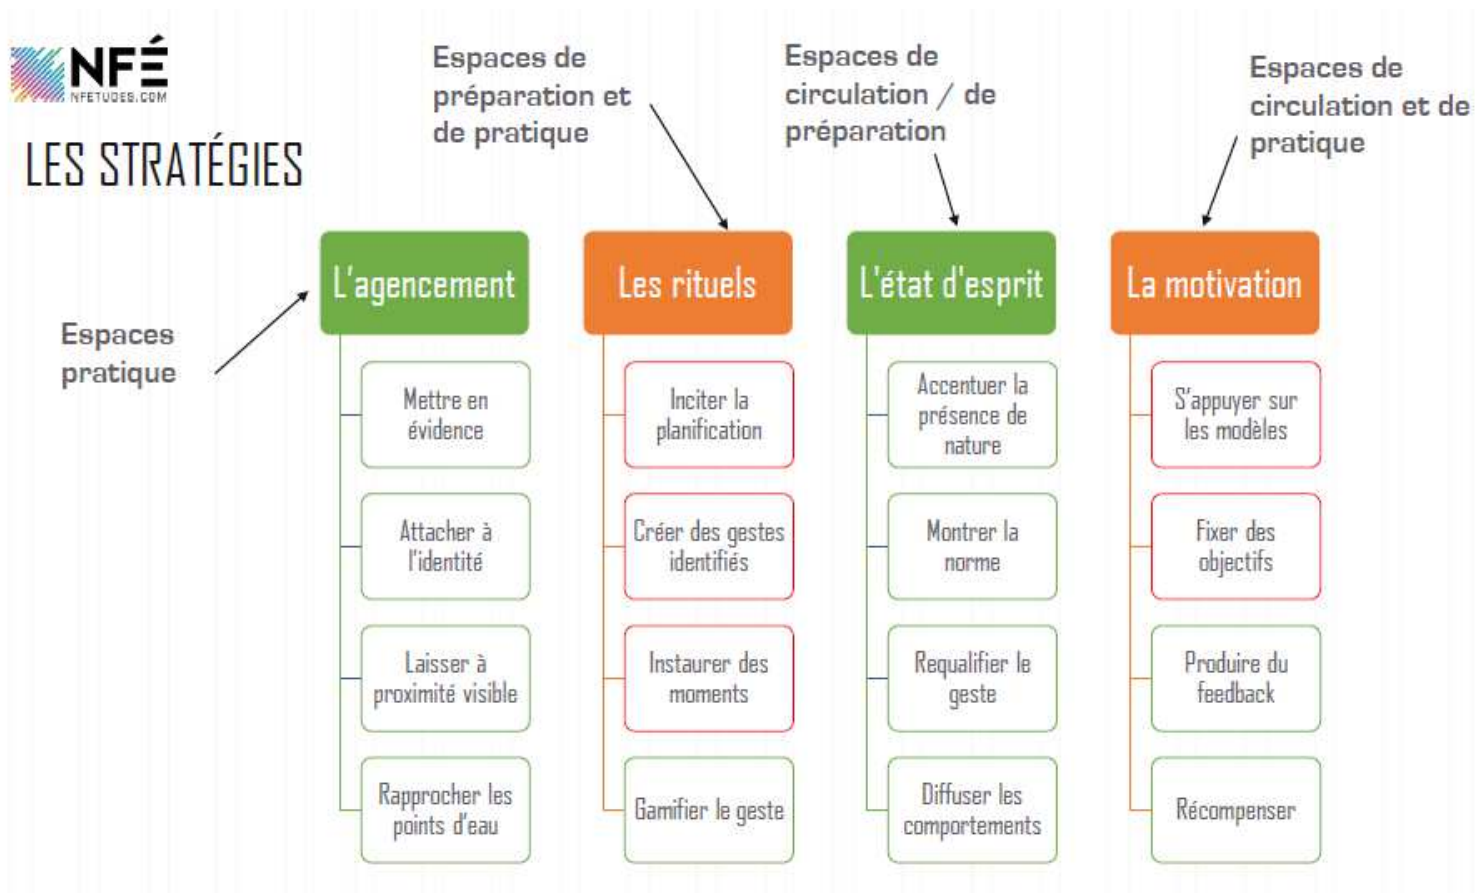 NFÉ
NFETUDES.COM
LES STRATÉGIES
Espaces de
préparation et
de pratique
Espaces de
circulation / de
préparation
Espaces de
circulation et de
pratique
Espaces
pratique
L'agencement
Mettre en
évidence
Attacher à
l'identité
Laisser à
proximité visible
Rapprocher les
points d'eau
Les rituels
Inciter la
planification
Créer des gestes
identifiés
Instaurer des
moments
Gamifier le geste
L'état d'esprit
Accentuer la
présence de
nature
Montrer la
norme
Requalifier le
geste
Diffuser les
comportements
La motivation
S'appuyer sur
les modèles
Fixer des
objectifs
Produire du
feedback
Récompenser